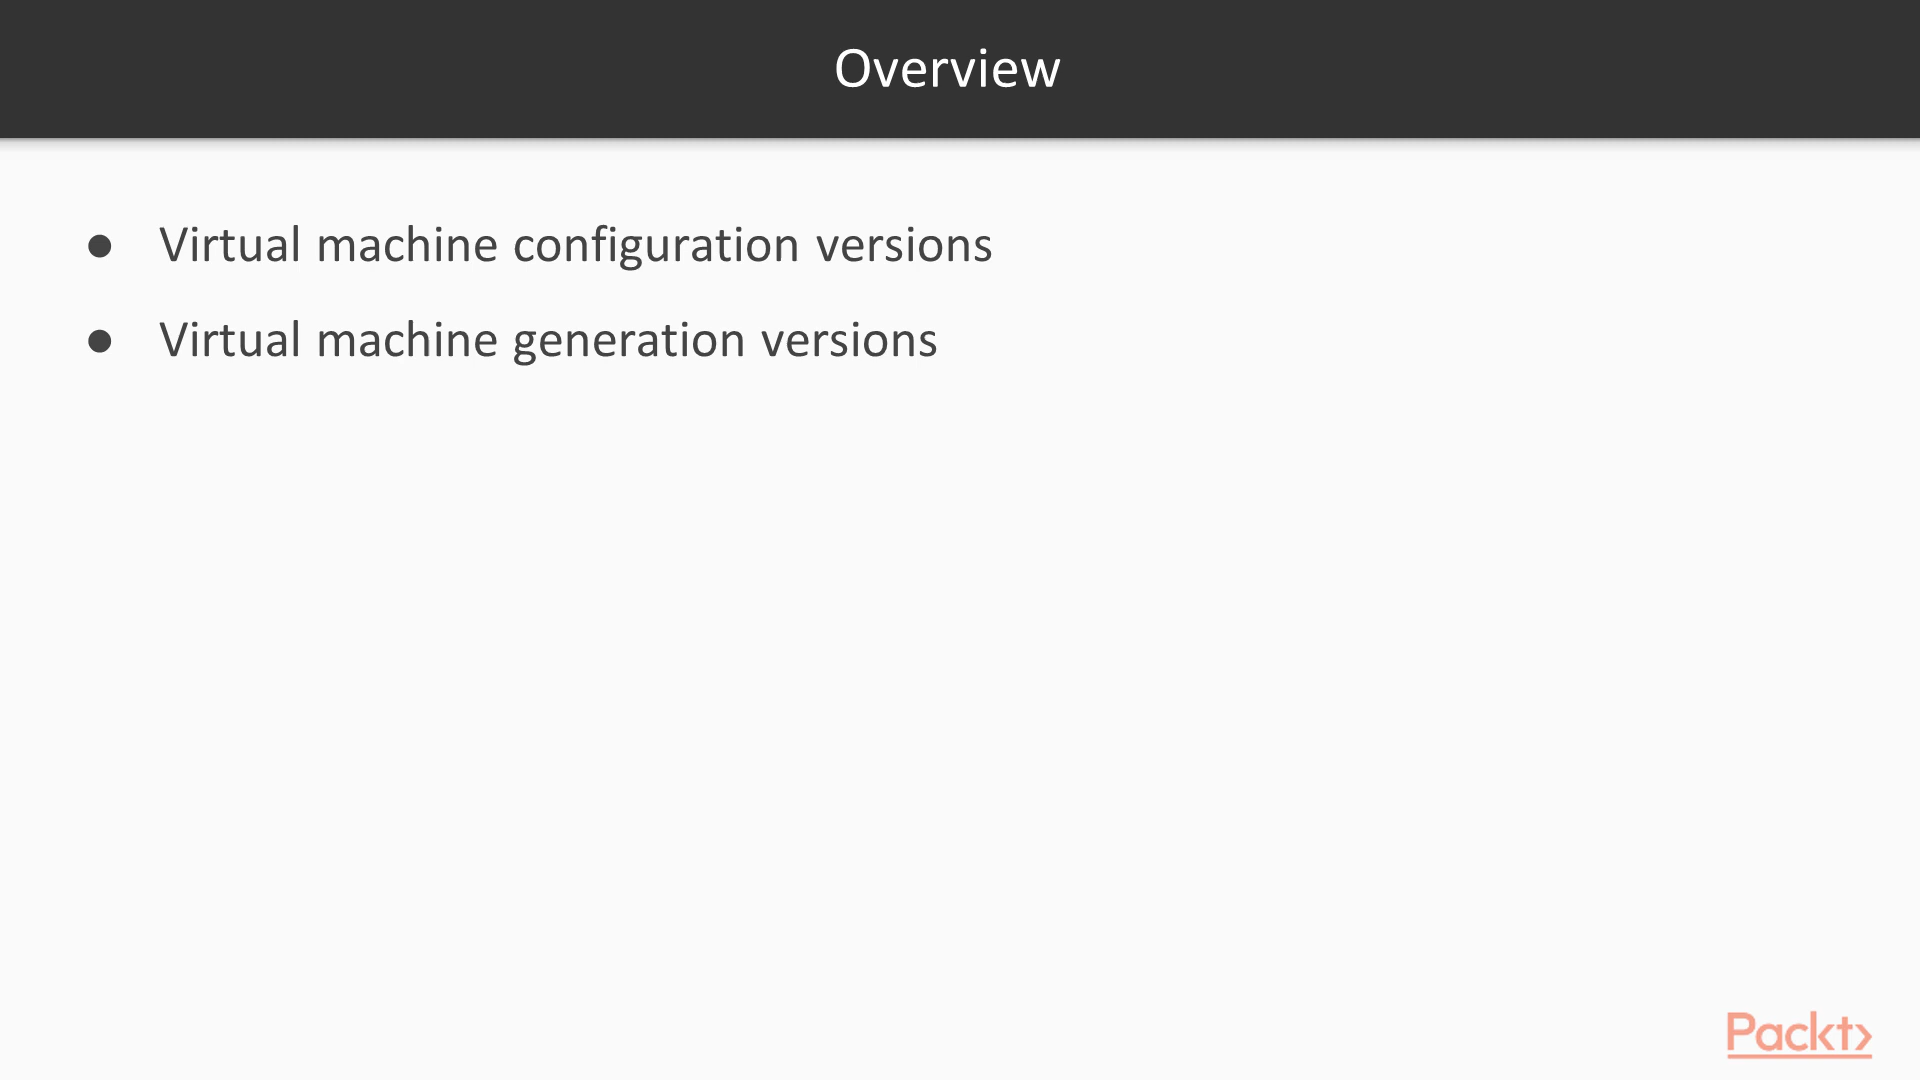 Overview
● Virtual machine configuration versions
● Virtual machine generation versions
Packt>